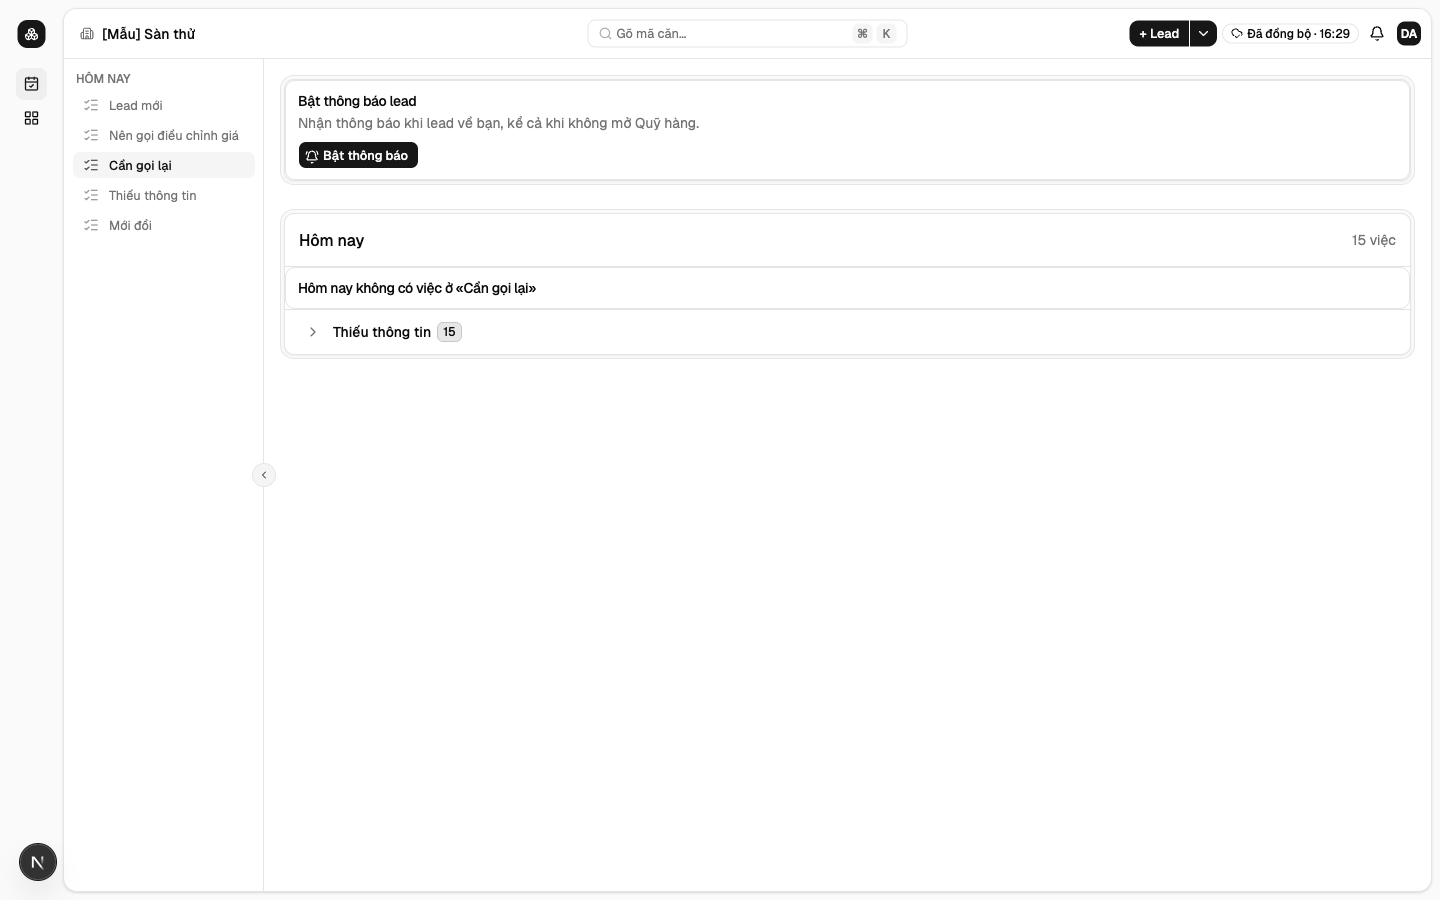 [Mẫu] Sàn thử
Gõ mã căn…
⌘ K
+ Lead
Đã đồng bộ · 16:29
DA
HÔM NAY
Lead mới
Nên gọi điều chỉnh giá
Cần gọi lại
Thiếu thông tin
Mới đổi
Bật thông báo lead
Nhận thông báo khi lead về bạn, kể cả khi không mở Quỹ hàng.
Bật thông báo
Hôm nay
15 việc
Hôm nay không có việc ở «Cần gọi lại»
Thiếu thông tin 15
N